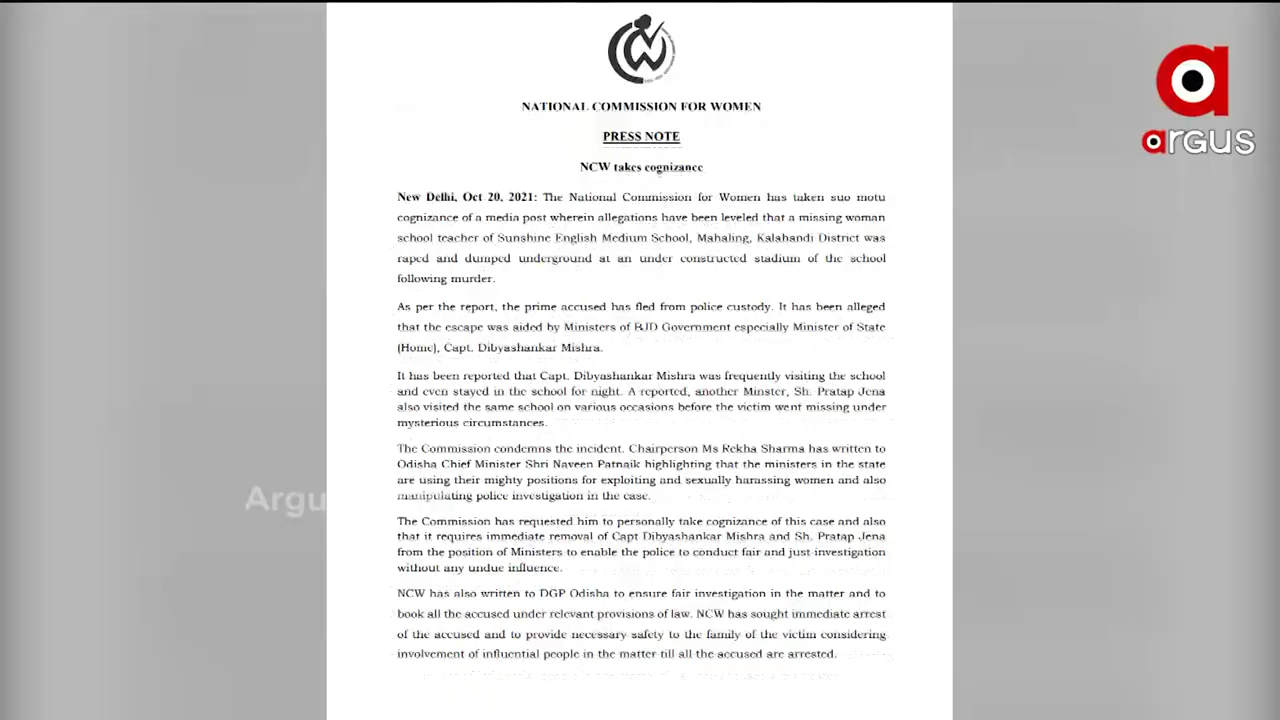 NATIONAL COMMISSION FOR WOMEN
PRESS NOTE
NCW takes cognizance
New Delhi, Oct 20, 2021: The National Commission for Women has taken suo motu
cognizance of a media post wherein allegations have been leveled that a missing woman
school teacher of Sunshine English Medium School, Mahaling, Kalahandi District was
raped and dumped underground at an under constructed stadium of the school
following murder.
As per the report, the prime accused has fled from police custody. It has been alleged
that the escape was aided by Ministers of BJD Government especially Minister of State
(Home), Capt. Dibyashankar Mishra.
It has been reported that Capt. Dibyashankar Mishra was frequently visiting the school
and even stayed in the school for night. A reported, another Minster, Sh. Pratap Jena
also visited the same school on various occasions before the victim went missing under
mysterious circumstances.
The Commission condemns the incident. Chairperson Ms Rekha Sharma has written to
Odisha Chief Minister Shri Naveen Patnaik highlighting that the ministers in the state
are using their mighty positions for exploiting and sexually harassing women and also
manipulating police investigation in the case.
The Commission has requested him to personally take cognizance of this case and also
that it requires immediate removal of Capt Dibyashankar Mishra and Sh. Pratap Jena
from the position of Ministers to enable the police to conduct fair and just investigation
without any undue influence.
NCW has also written to DGP Odisha to ensure fair investigation in the matter and to
book all the accused under relevant provisions of law. NCW has sought immediate arrest
of the accused and to provide necessary safety to the family of the victim considering
involvement of influential people in the matter till all the accused are arrested.
a
argus
Argu